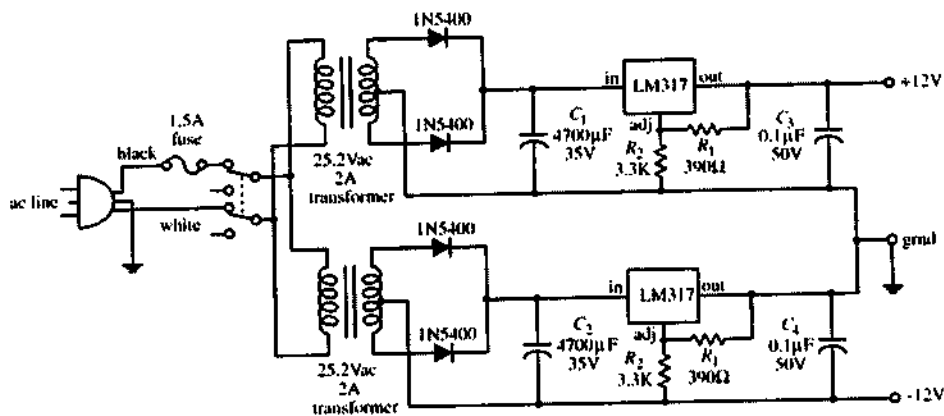 1N5400
in
LM317
out
+12V
1N5400
adj
C1
4700μF
35V
R2
3.3K
R1
390Ω
C3
0.1μF
50V
1.5A
fuse
black
25.2Vac
2A
transformer
ac line
white
1N5400
grnd
in
LM317
out
1N5400
adj
C2
4700μF
35V
R2
3.3K
R1
390Ω
C4
0.1μF
50V
25.2Vac
2A
transformer
-12V